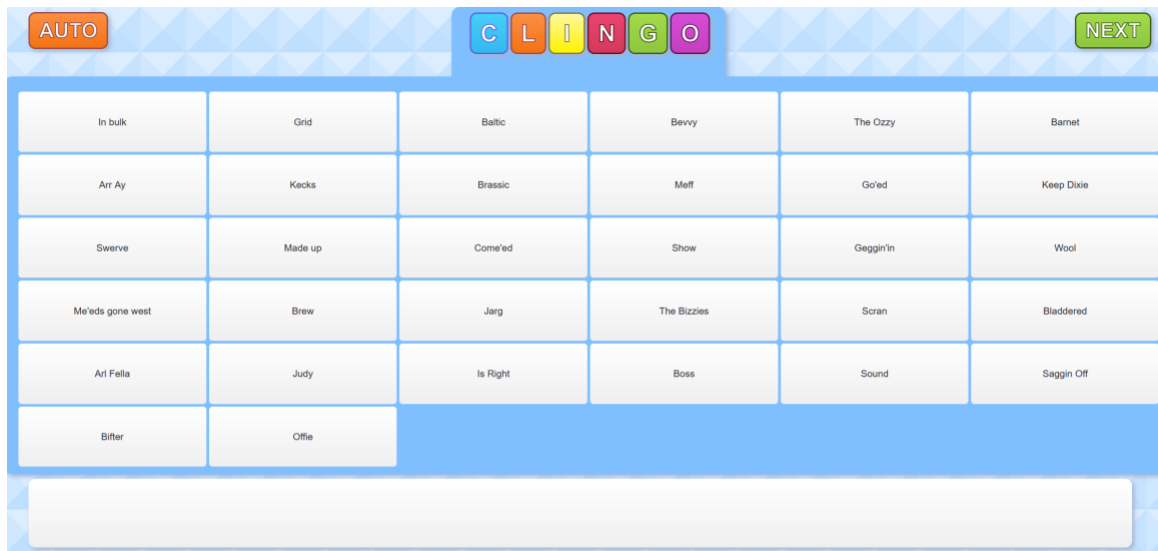 AUTO
CLINGO
NEXT
In bulk
Grid
Baltic
Bevvy
The Ozzy
Barnet
Arr Ay
Kecks
Brassic
Meff
Go'ed
Keep Dixie
Swerve
Made up
Come'ed
Show
Geggin'in
Wool
Me'eds gone west
Brew
Jarg
The Bizzies
Scran
Bladdered
Arl Fella
Judy
Is Right
Boss
Sound
Saggin Off
Bifter
Offie